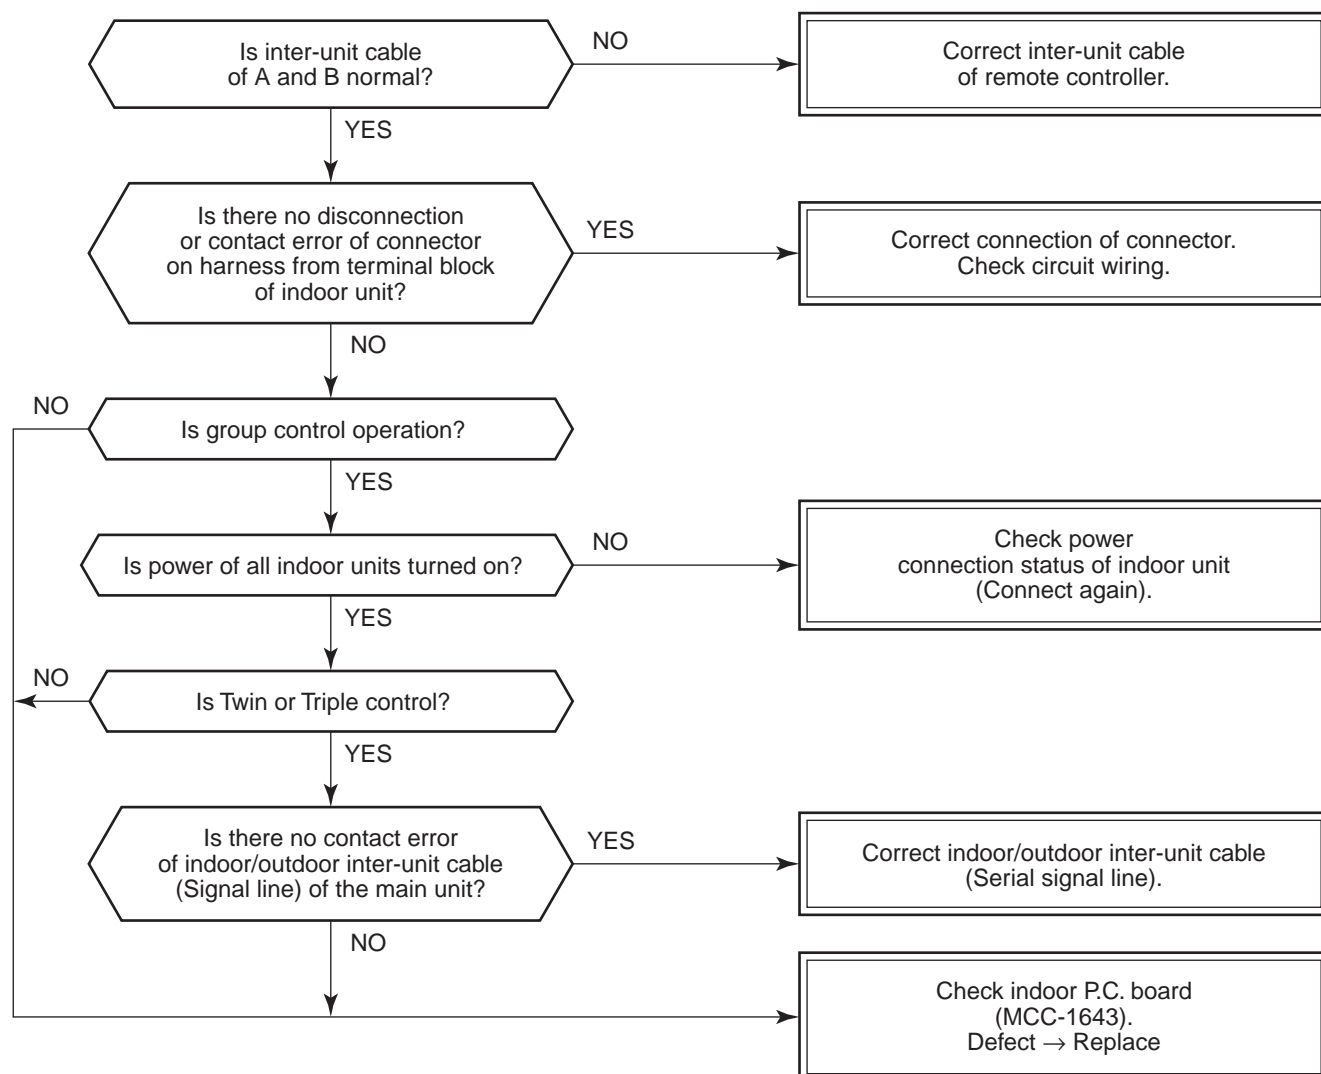 Is inter-unit cable
of A and B normal?
NO
Correct inter-unit cable
of remote controller.
YES
Is there no disconnection
or contact error of connector
on harness from terminal block
of indoor unit?
YES
Correct connection of connector.
Check circuit wiring.
NO
NO
Is group control operation?
YES
Is power of all indoor units turned on?
NO
Check power
connection status of indoor unit
(Connect again).
YES
NO
Is Twin or Triple control?
YES
Is there no contact error
of indoor/outdoor inter-unit cable
(Signal line) of the main unit?
YES
Correct indoor/outdoor inter-unit cable
(Serial signal line).
NO
Check indoor P.C. board
(MCC-1643).
Defect → Replace